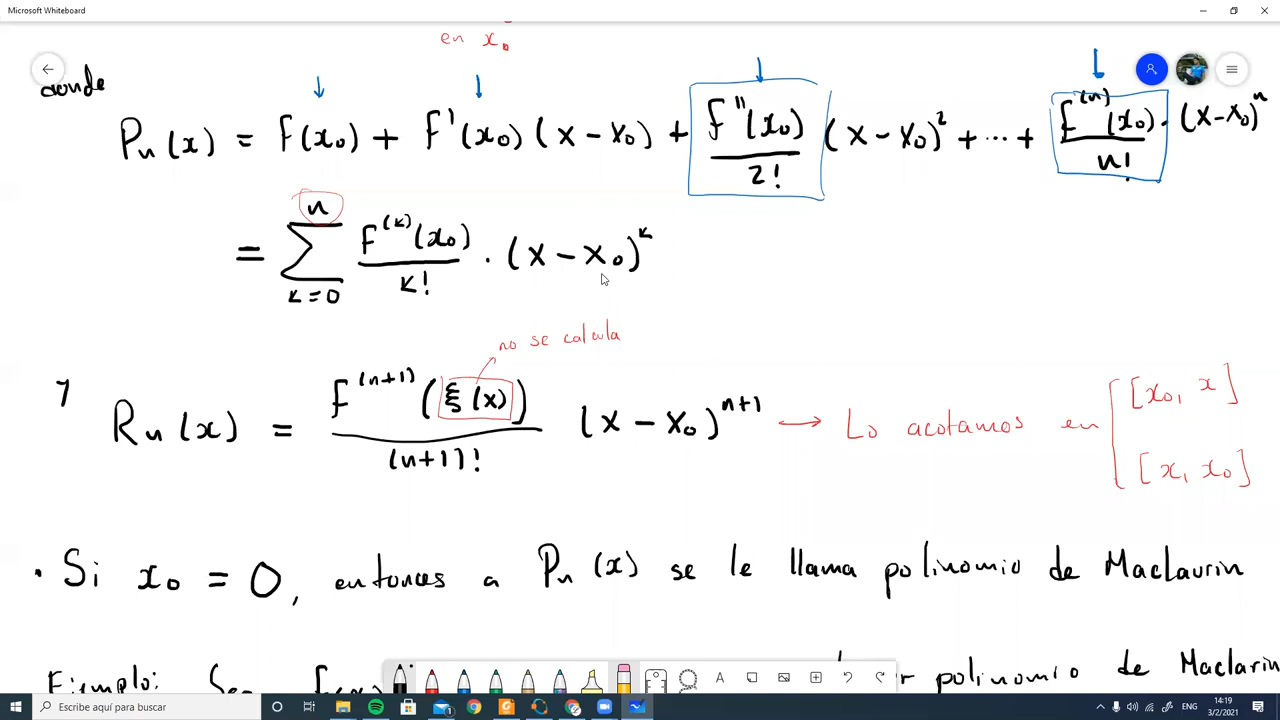 Microsoft Whiteboard
en x₀
donde
Pn(x) = f(x₀) + f'(x₀)(x-x₀) + f''(x₀)/2! (x-x₀)² + ... + f⁽ⁿ⁾(x₀)/n! · (x-x₀)ⁿ
= Σ_{k=0}^{n} f⁽ᵏ⁾(x₀)/k! · (x-x₀)ᵏ
no se calcula
y Rn(x) = f⁽ⁿ⁺¹⁾(ξ(x))/(n+1)! (x-x₀)ⁿ⁺¹ → Lo acotamos en [x₀, x] [x, x₀]
• Si x₀ = 0, entonces a Pn(x) se le llama polinomio de Maclaurin
Ejemplo: Sea polinomio de Maclarin
A
Escribe aquí para buscar
14:19
3/2/2021